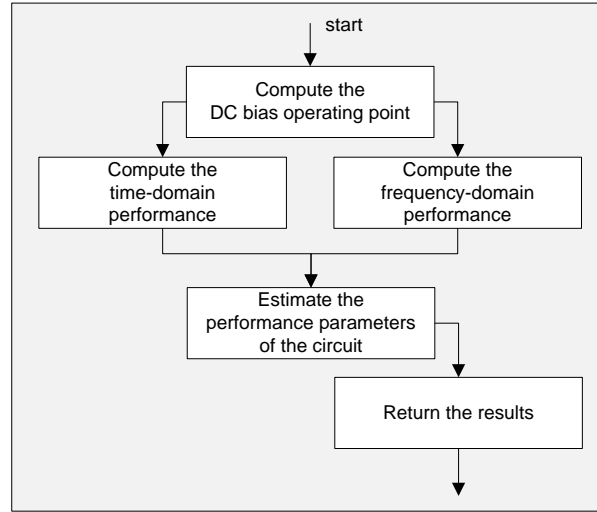 start
Compute the
DC bias operating point
Compute the
time-domain
performance
Compute the
frequency-domain
performance
Estimate the
performance parameters
of the circuit
Return the results